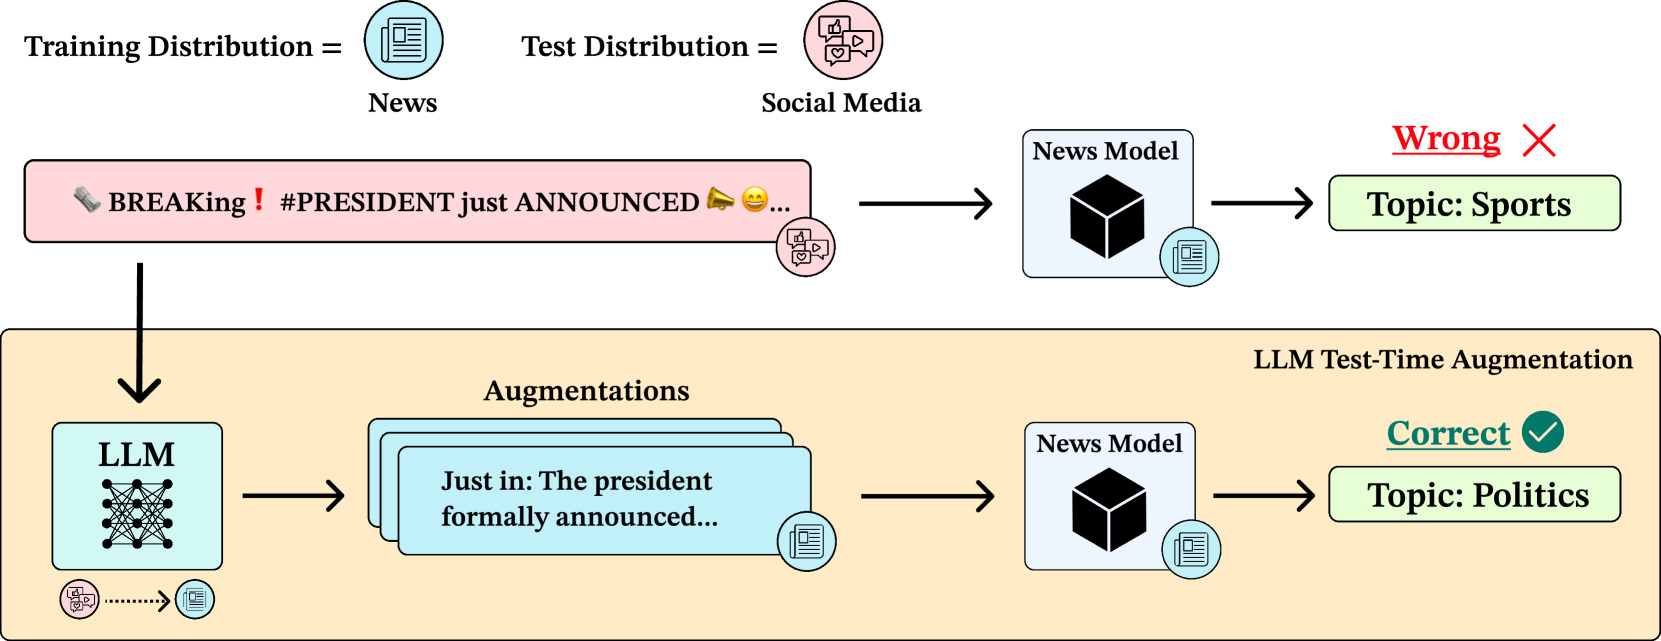 Training Distribution =
News
Test Distribution =
Social Media
🗞️ BREAKing❗ #PRESIDENT just ANNOUNCED 📣😄...
News Model
Wrong
Topic: Sports
LLM Test-Time Augmentation
LLM
Augmentations
Just in: The president
formally announced...
News Model
Correct
Topic: Politics